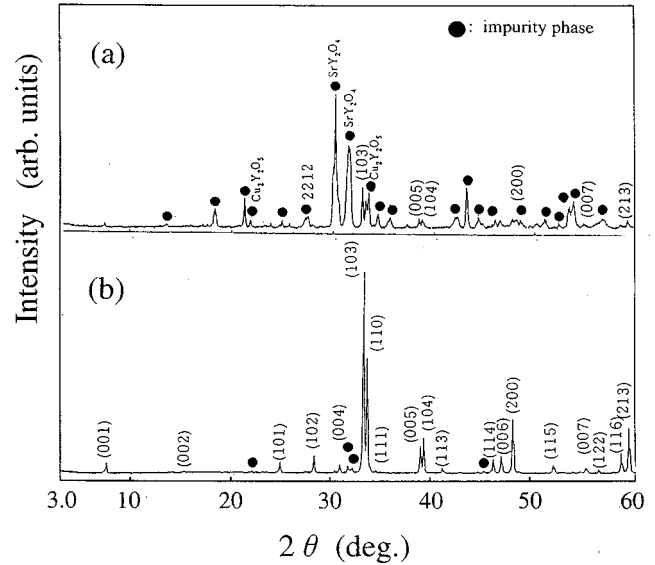 ●: impurity phase
(a)
SrY₂O₄
SrY₂O₄
(103)
Cu₂Y₂O₅
Cu₂Y₂O₅
2212
(005)
(104)
(200)
(007)
(213)
Intensity (arb. units)
(b)
(103)
(110)
(001)
(002)
(101)
(102)
(004)
(111)
(005)
(104)
(113)
(114)
(006)
(200)
(115)
(007)
(122)
(116)
(213)
3.0 10 20 30 40 50 60
2 θ (deg.)